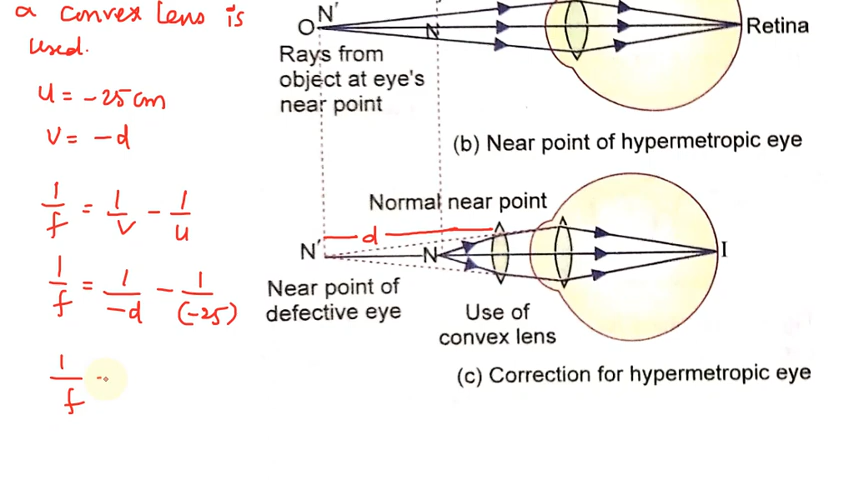 a convex lens is
used.
u = -25 cm
v = -d
1/f = 1/v - 1/u
1/f = 1/-d - 1/(-25)
1/f =
O N'
N
Rays from
object at eye's
near point
Retina
(b) Near point of hypermetropic eye
Normal near point
d
N'
N
I
Near point of
defective eye
Use of
convex lens
(c) Correction for hypermetropic eye